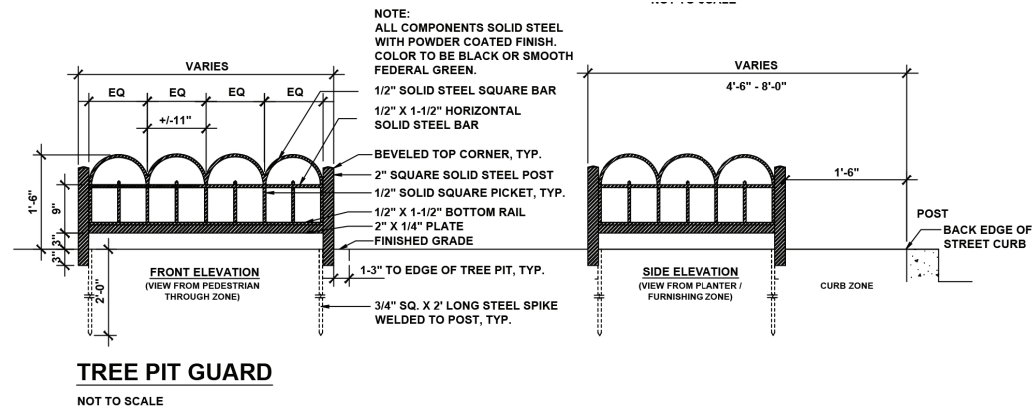 NOT TO SCALE
NOTE:
ALL COMPONENTS SOLID STEEL
WITH POWDER COATED FINISH.
COLOR TO BE BLACK OR SMOOTH
FEDERAL GREEN.
VARIES
EQ EQ EQ EQ
+/-11"
1/2" SOLID STEEL SQUARE BAR
1/2" X 1-1/2" HORIZONTAL
SOLID STEEL BAR
BEVELED TOP CORNER, TYP.
2" SQUARE SOLID STEEL POST
1/2" SOLID SQUARE PICKET, TYP.
1/2" X 1-1/2" BOTTOM RAIL
2" X 1/4" PLATE
FINISHED GRADE
1'-6"
9"
3"
3"
2'-0"
FRONT ELEVATION
(VIEW FROM PEDESTRIAN
THROUGH ZONE)
1-3" TO EDGE OF TREE PIT, TYP.
3/4" SQ. X 2' LONG STEEL SPIKE
WELDED TO POST, TYP.
VARIES
4'-6" - 8'-0"
1'-6"
POST
BACK EDGE OF
STREET CURB
SIDE ELEVATION
(VIEW FROM PLANTER /
FURNISHING ZONE)
CURB ZONE
TREE PIT GUARD
NOT TO SCALE